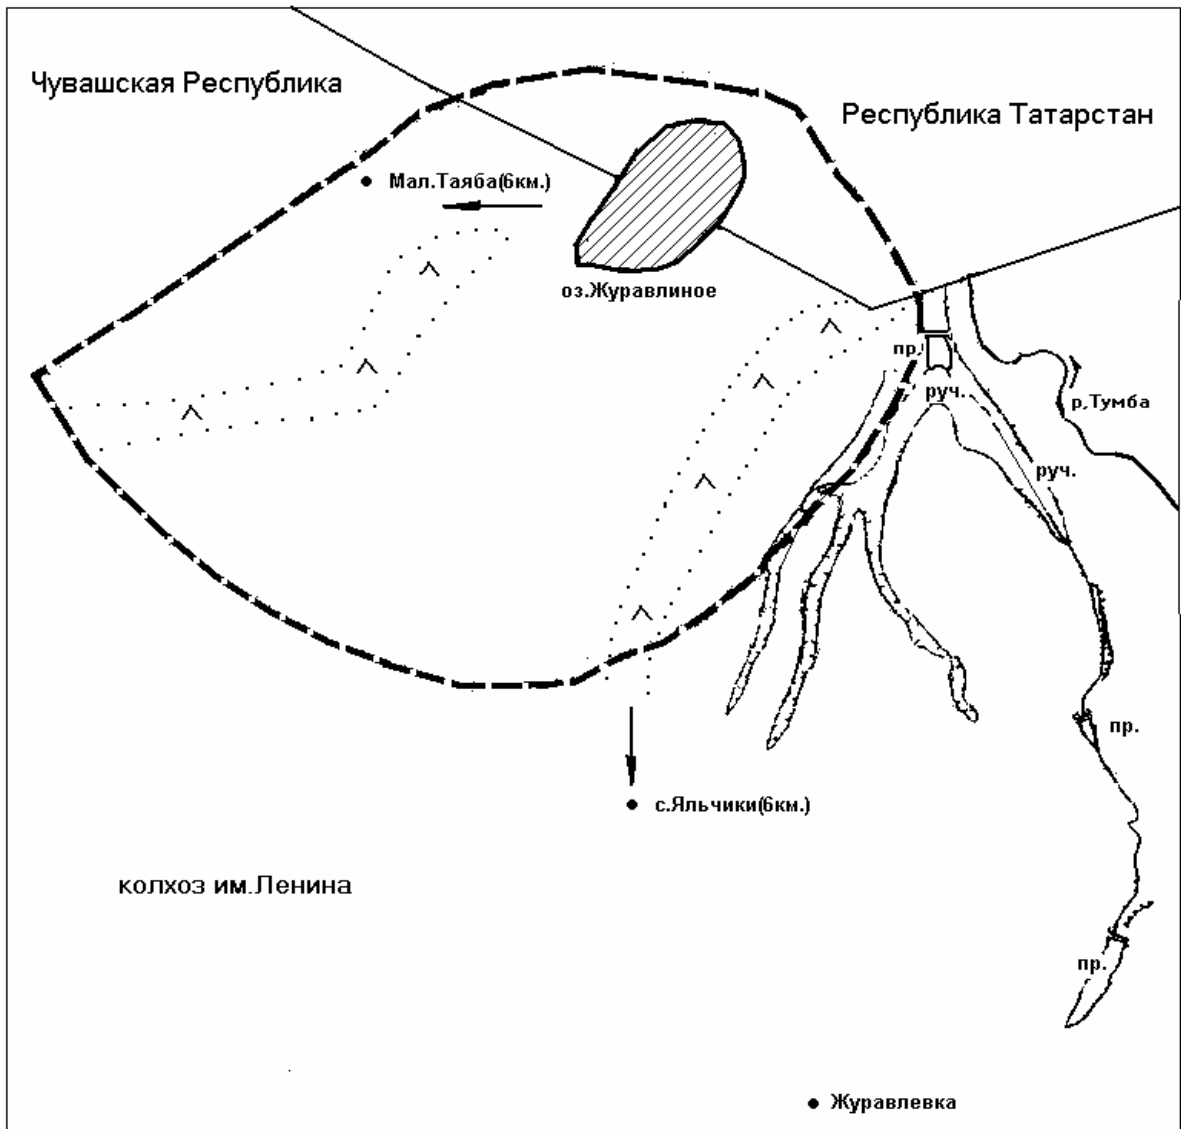 Чувашская Республика
Республика Татарстан
Мал.Таяба(6км.)
оз.Журавлиное
пр.
руч.
р,Тумба
руч.
пр.
с.Яльчики(6км.)
колхоз им.Ленина
пр.
Журавлевка